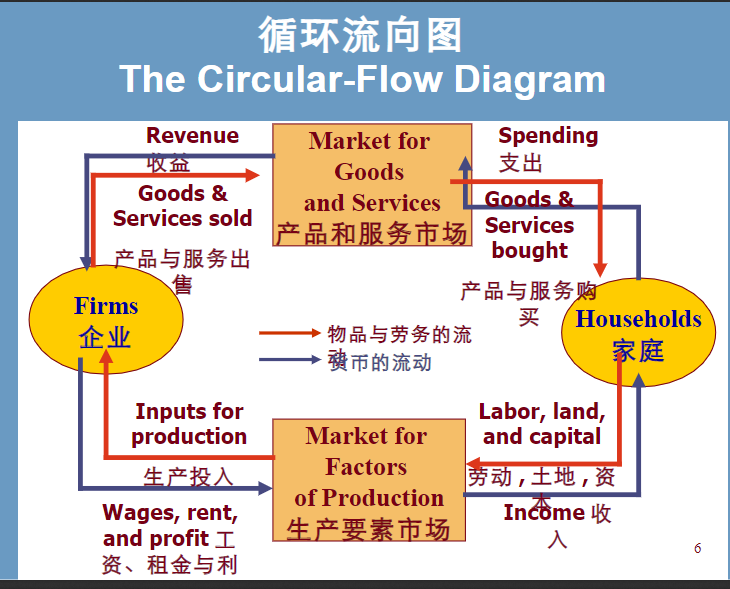 循环流向图
The Circular-Flow Diagram
Revenue
收益
Goods &
Services sold
产品与服务出
售
Market for
Goods
and Services
产品和服务市场
Spending
支出
Goods &
Services
bought
产品与服务购
买
Firms
企业
Households
家庭
物品与劳务的流
动
货币的流动
Inputs for
production
生产投入
Wages, rent,
and profit 工
资、租金与利
Market for
Factors
of Production
生产要素市场
Labor, land,
and capital
劳动,土地,资
本
Income 收
入
6